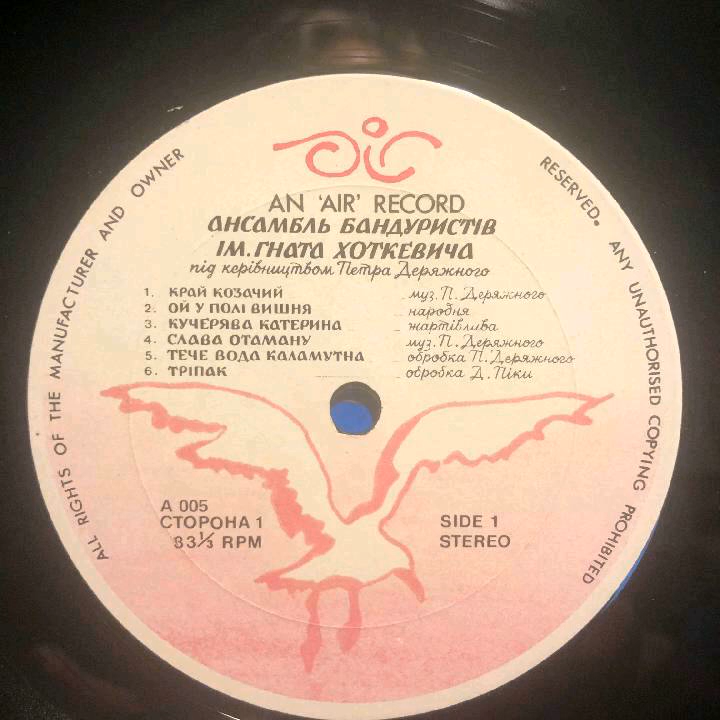 air
AN 'AIR' RECORD
АНСАМБЛЬ БАНДУРИСТІВ
ІМ. ГНАТА ХОТКЕВИЧА
під керівництвом Петра Деряжного
1. КРАЙ КОЗАЧИЙ муз. П. Деряжного
2. ОЙ У ПОЛІ ВИШНЯ народня
3. КУЧЕРЯВА КАТЕРИНА жартівлива
4. СЛАВА ОТАМАНУ муз. П. Деряжного
5. ТЕЧЕ ВОДА КАЛАМУТНА обробка П. Деряжного
6. ТРІПАК обробка Д. Піки
A 005
СТОРОНА 1
33⅓ RPM
SIDE 1
STEREO
ALL RIGHTS OF THE MANUFACTURER AND OWNER RESERVED. ANY UNAUTHORISED COPYING PROHIBITED